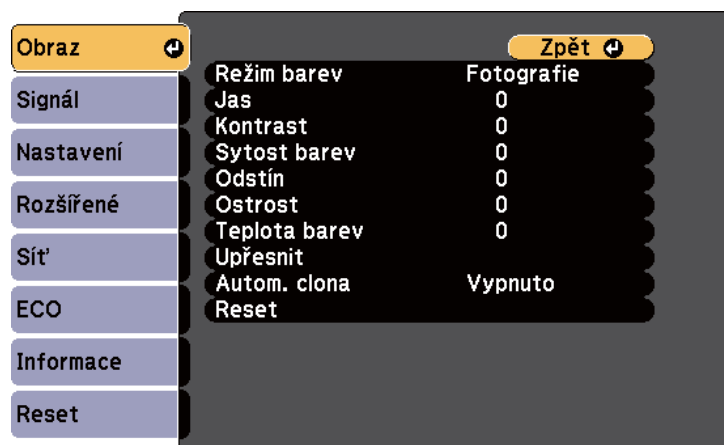 Obraz
Signál
Nastavení
Rozšířené
Síť
ECO
Informace
Reset
Zpět
Režim barev Fotografie
Jas 0
Kontrast 0
Sytost barev 0
Odstín 0
Ostrost 0
Teplota barev 0
Upřesnit
Autom. clona Vypnuto
Reset